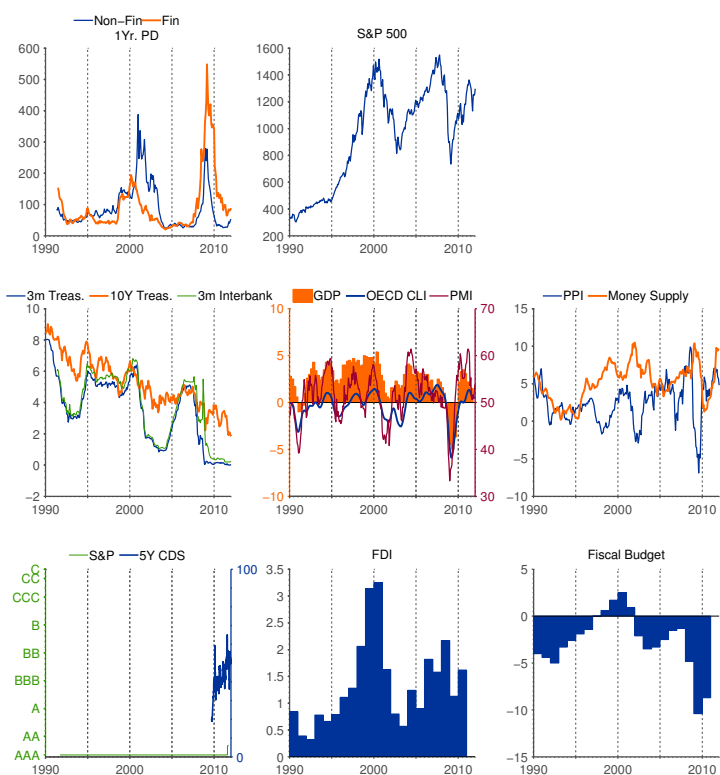 Non-Fin Fin
1Yr. PD
600
500
400
300
200
100
0
1990 2000 2010
S&P 500
1600
1400
1200
1000
800
600
400
200
1990 2000 2010
3m Treas. 10Y Treas. 3m Interbank
10
8
6
4
2
0
−2
1990 2000 2010
GDP OECD CLI PMI
10 70
5 60
0 50
−5 40
−10 30
1990 2000 2010
PPI Money Supply
15
10
5
0
−5
−10
1990 2000 2010
S&P 5Y CDS
C 100
CC
CCC
B
BB
BBB
A
AA
AAA 0
1990 2000 2010
FDI
3.5
3
2.5
2
1.5
1
0.5
0
1990 2000 2010
Fiscal Budget
5
0
−5
−10
−15
1990 2000 2010